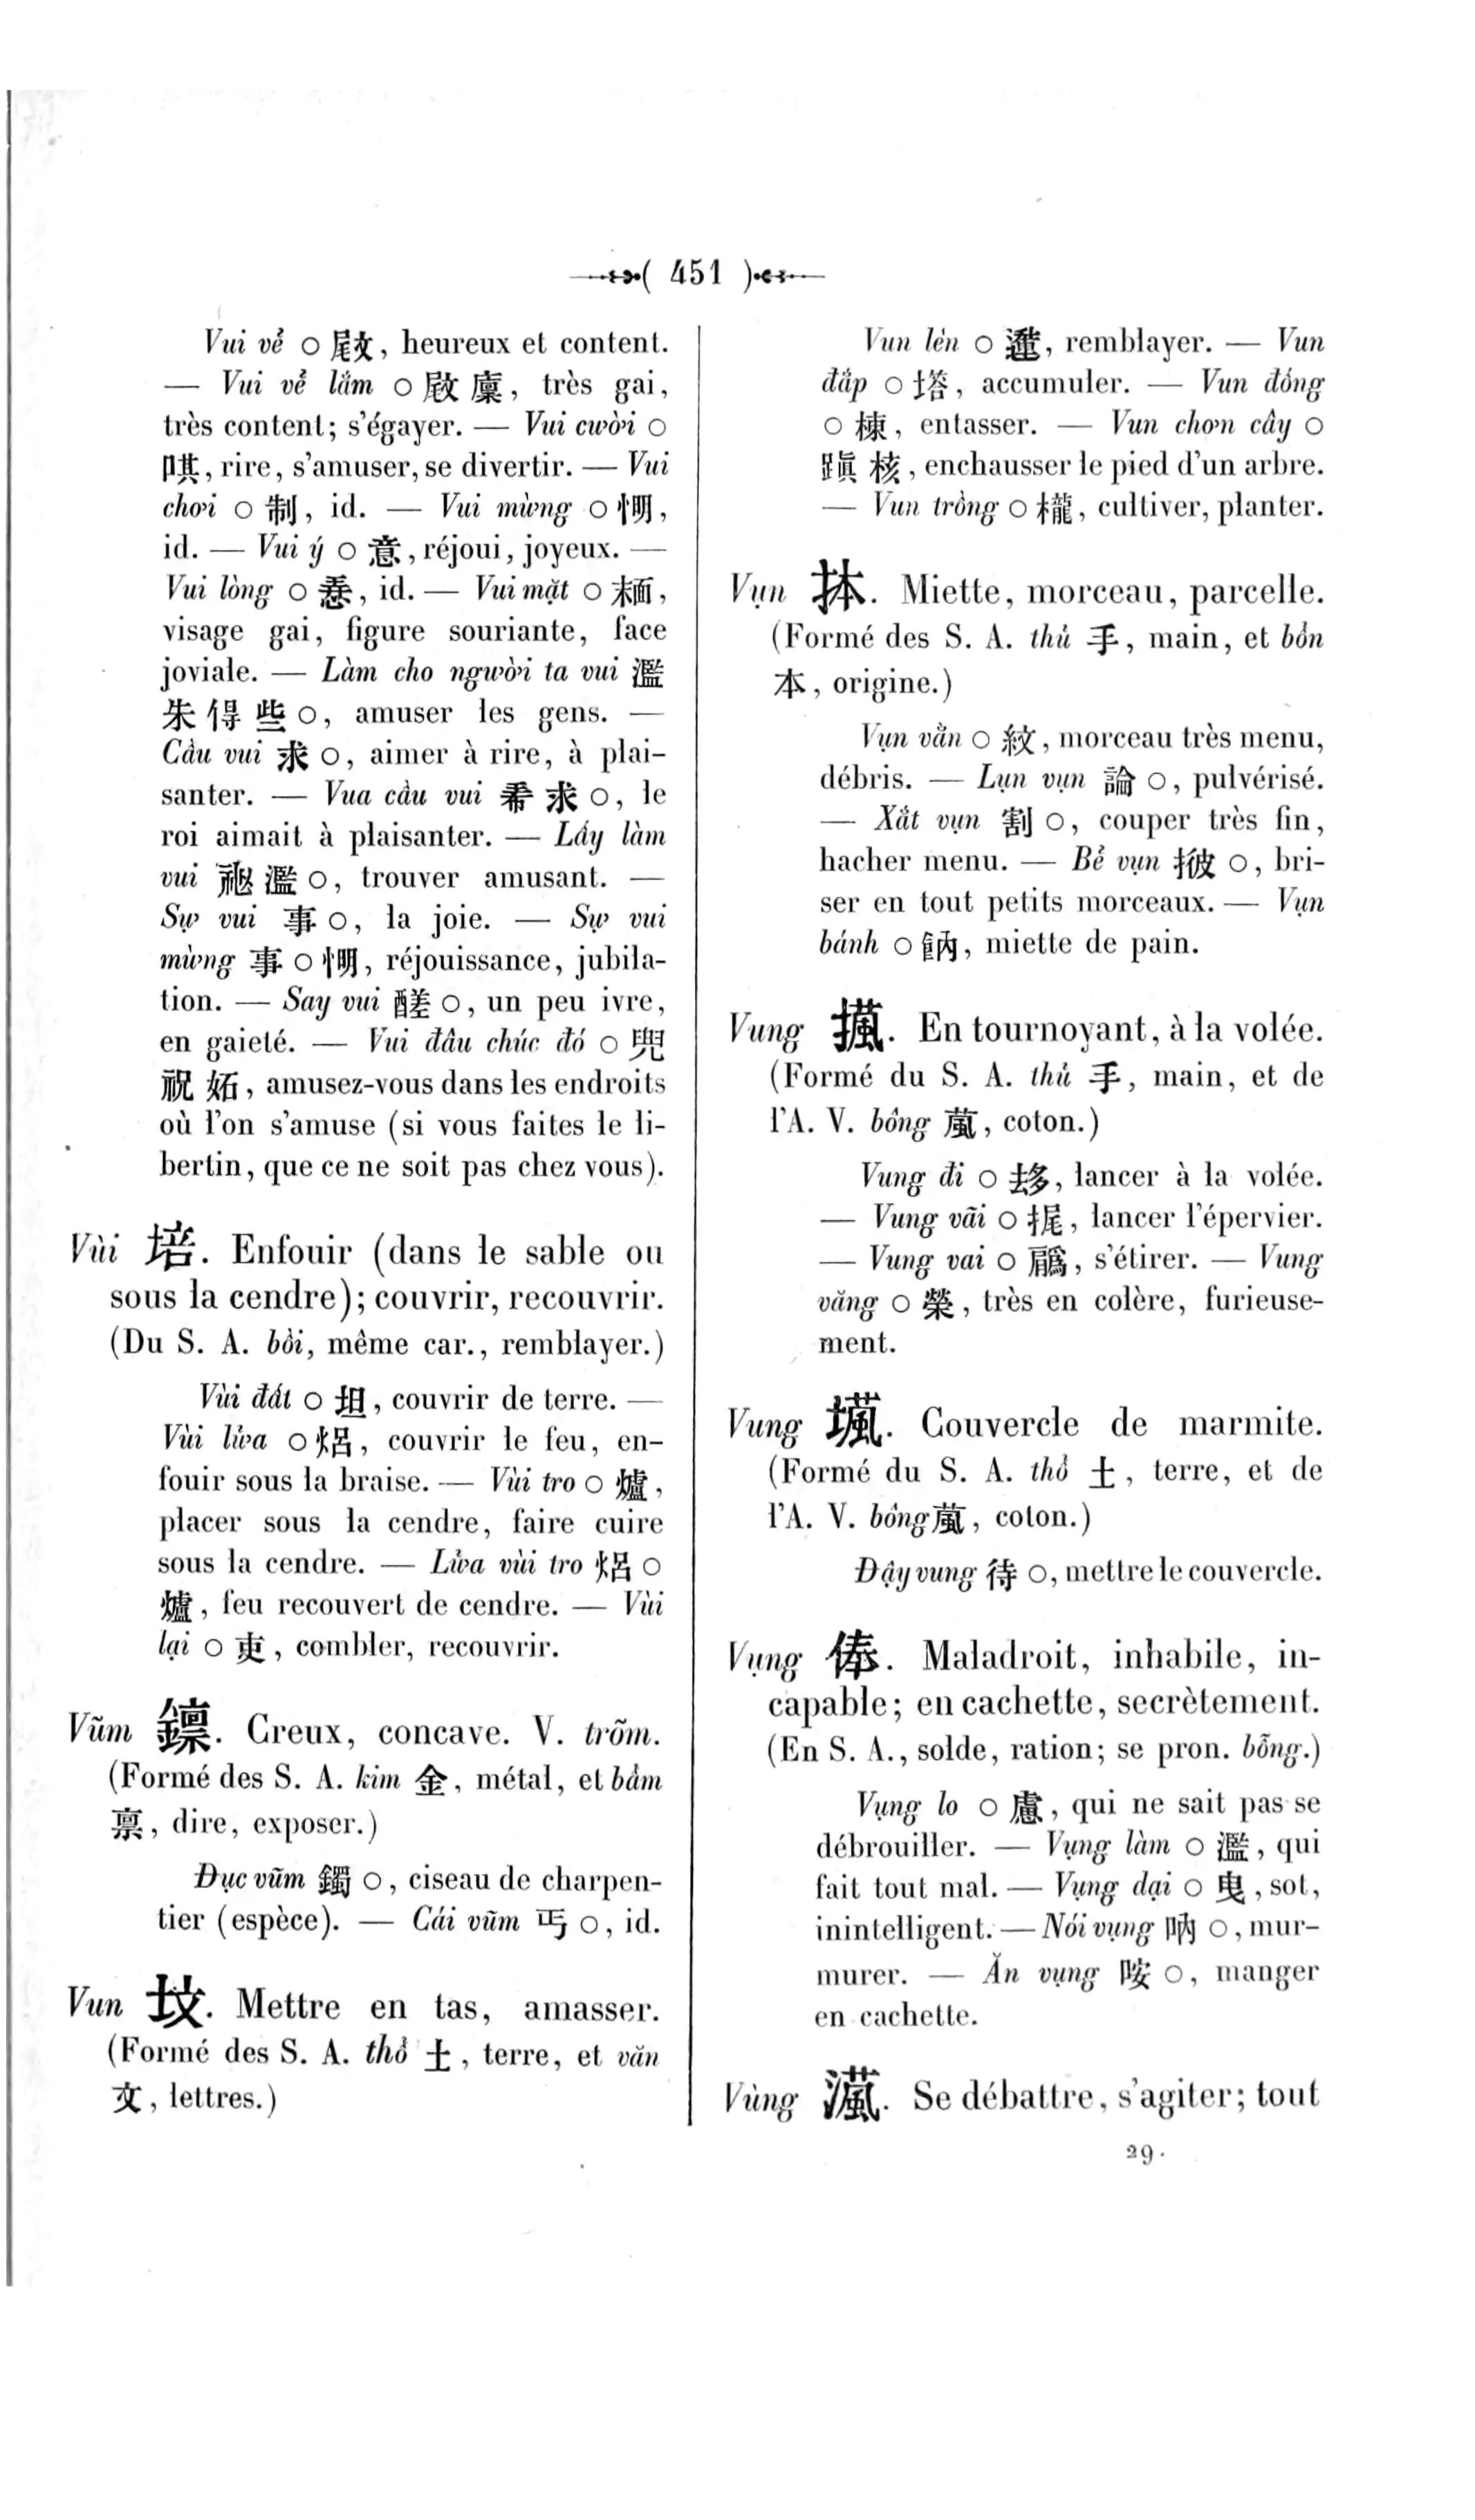 ( 451 )
Vui vẻ ○, heureux et content.
— Vui vẻ lắm ○, très gai,
très content; s'égayer. — Vui cười ○
唭, rire, s'amuser, se divertir. — Vui
chơi ○ 制, id. — Vui mừng ○ 𢜠,
id. — Vui ý ○ 意, réjoui, joyeux. —
Vui lòng ○, id. — Vui mặt ○ 𩈘,
visage gai, figure souriante, face
joviale. — Làm cho người ta vui 濫
朱 得 些 ○, amuser les gens. —
Cầu vui 求 ○, aimer à rire, à plai-
santer. — Vua cầu vui 希 求 ○, le
roi aimait à plaisanter. — Lấy làm
vui 濫 ○, trouver amusant. —
Sự vui 事 ○, la joie. — Sự vui
mừng 事 ○ 𢜠, réjouissance, jubila-
tion. — Say vui 醝 ○, un peu ivre,
en gaieté. — Vui đâu chúc đó ○ 兜
祝 妬, amusez-vous dans les endroits
où l'on s'amuse (si vous faites le li-
bertin, que ce ne soit pas chez vous).
Vùi 培. Enfouir (dans le sable ou
sous la cendre); couvrir, recouvrir.
(Du S. A. bồi, même car., remblayer.)
Vùi đất ○ 坦, couvrir de terre. —
Vùi lửa ○ 焒, couvrir le feu, en-
fouir sous la braise. — Vùi tro ○ 爐,
placer sous la cendre, faire cuire
sous la cendre. — Lửa vùi tro 焒 ○
爐, feu recouvert de cendre. — Vùi
lại ○ 吏, combler, recouvrir.
Vũm. Creux, concave. V. trõm.
(Formé des S. A. kim 金, métal, et bẩm
禀, dire, exposer.)
Đục vũm 鐲 ○, ciseau de charpen-
tier (espèce). — Cái vũm 丐 ○, id.
Vun 坟. Mettre en tas, amasser.
(Formé des S. A. thổ 土, terre, et văn
文, lettres.)
Vun lên ○, remblayer. — Vun
đắp ○ 塔, accumuler. — Vun đống
○ 棟, entasser. — Vun chơn cây ○
蹎 核, enchausser le pied d'un arbre.
— Vun trồng ○ 櫳, cultiver, planter.
Vụn 㧊. Miette, morceau, parcelle.
(Formé des S. A. thủ 手, main, et bổn
本, origine.)
Vụn vằn ○ 紋, morceau très menu,
débris. — Lụn vụn 論 ○, pulvérisé.
— Xắt vụn 割 ○, couper très fin,
hacher menu. — Bẻ vụn ○, bri-
ser en tout petits morceaux. — Vụn
bánh ○, miette de pain.
Vung. En tournoyant, à la volée.
(Formé du S. A. thủ 手, main, et de
l'A. V. bông, coton.)
Vung đi ○ 𠫾, lancer à la volée.
— Vung vãi ○ 𢬗, lancer l'épervier.
— Vung vai ○, s'étirer. — Vung
văng ○ 榮, très en colère, furieuse-
ment.
Vung. Couvercle de marmite.
(Formé du S. A. thổ 土, terre, et de
l'A. V. bông, coton.)
Đậy vung 待 ○, mettre le couvercle.
Vụng 俸. Maladroit, inhabile, in-
capable; en cachette, secrètement.
(En S. A., solde, ration; se pron. bổng.)
Vụng lo ○ 慮, qui ne sait pas se
débrouiller. — Vụng làm ○ 濫, qui
fait tout mal. — Vụng dại ○ 曳, sot,
inintelligent. — Nói vụng 吶 ○, mur-
murer. — Ăn vụng 咹 ○, manger
en cachette.
Vùng. Se débattre, s'agiter; tout
29.